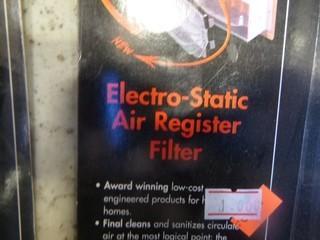 NEW
Electro-Static
Air Register
Filter
• Award winning low-cost
engineered products for
homes.
• Final cleans and sanitizes circulate
air at the most logical point: the